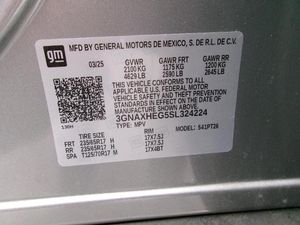 gm
MFD BY GENERAL MOTORS DE MEXICO, S. DE R.L. DE C.V.
03/25 GVWR GAWR FRT GAWR RR
2100 KG 1175 KG 1200 KG
4629 LB 2590 LB 2645 LB
THIS VEHICLE CONFORMS TO ALL
APPLICABLE U.S. FEDERAL MOTOR
VEHICLE SAFETY AND BUMPER
STANDARDS IN EFFECT ON THE DATE
OF MANUFACTURE SHOWN ABOVE.
3GNAXHEG5SL324224
TYPE: MPV MODEL: 541PT26
TIRE SIZE RIM
FRT 235/65R17 H 17X7.5J
RR 235/65R17 H 17X7.5J
SPA T125/70R17 M 17X4BT